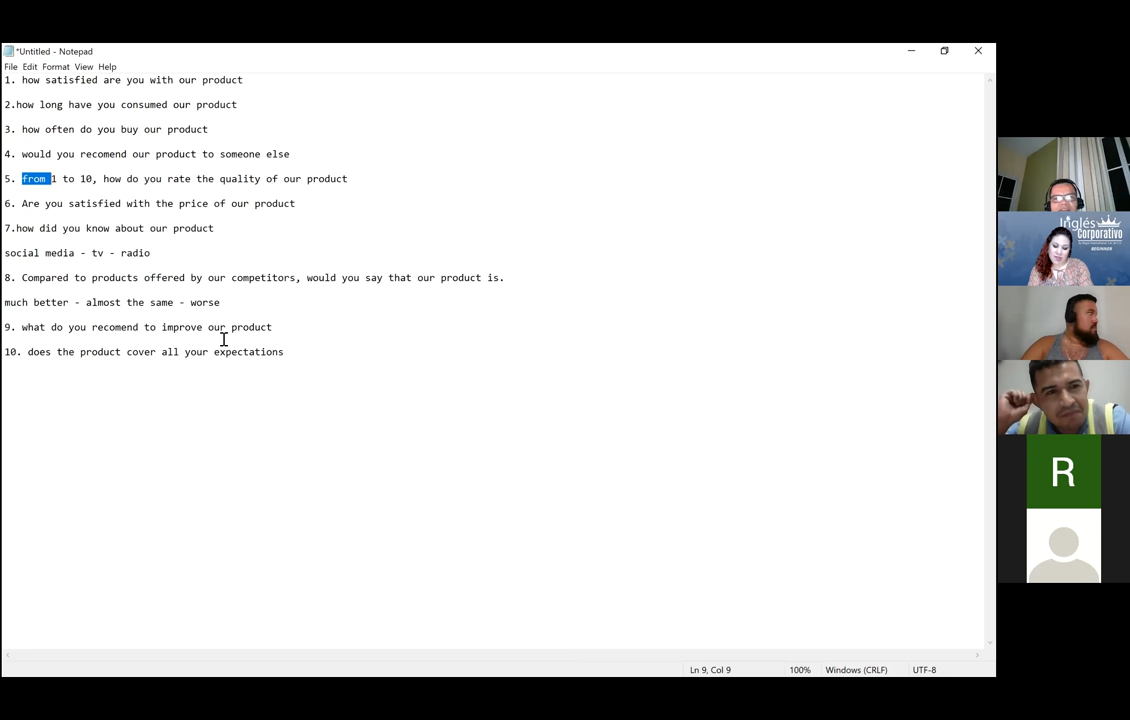 *Untitled - Notepad
File Edit Format View Help
1. how satisfied are you with our product
2.how long have you consumed our product
3. how often do you buy our product
4. would you recomend our product to someone else
5. from 1 to 10, how do you rate the quality of our product
6. Are you satisfied with the price of our product
7.how did you know about our product
social media - tv - radio
8. Compared to products offered by our competitors, would you say that our product is.
much better - almost the same - worse
9. what do you recomend to improve our product
10. does the product cover all your expectations
Ln 9, Col 9
100%
Windows (CRLF)
UTF-8
Inglés
Corporativo
BEGINNER
R